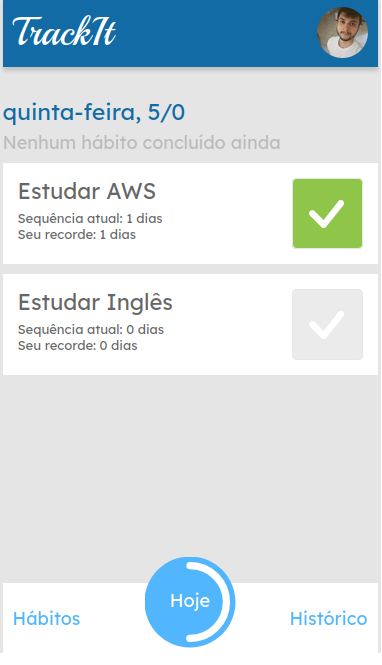 TrackIt
quinta-feira, 5/0
Nenhum hábito concluído ainda
Estudar AWS
Sequência atual: 1 dias
Seu recorde: 1 dias
Estudar Inglês
Sequência atual: 0 dias
Seu recorde: 0 dias
Hábitos
Hoje
Histórico